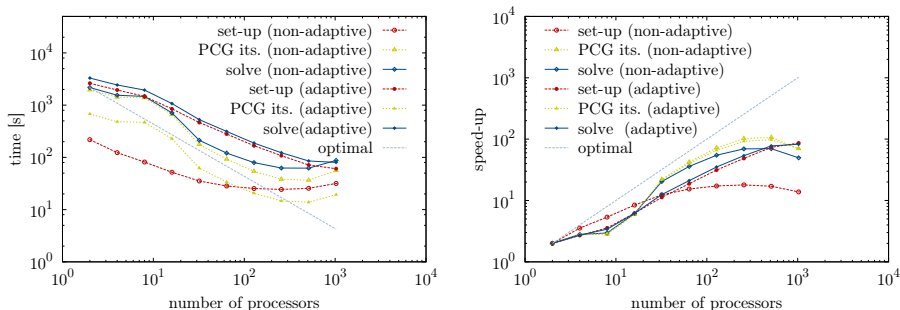 set-up (non-adaptive)
PCG its. (non-adaptive)
solve (non-adaptive)
set-up (adaptive)
PCG its. (adaptive)
solve(adaptive)
optimal
time [s]
10^4
10^3
10^2
10^1
10^0
10^0 10^1 10^2 10^3 10^4
number of processors
set-up (non-adaptive)
PCG its. (non-adaptive)
solve (non-adaptive)
set-up (adaptive)
PCG its. (adaptive)
solve (adaptive)
optimal
speed-up
10^4
10^3
10^2
10^1
10^0
10^0 10^1 10^2 10^3 10^4
number of processors